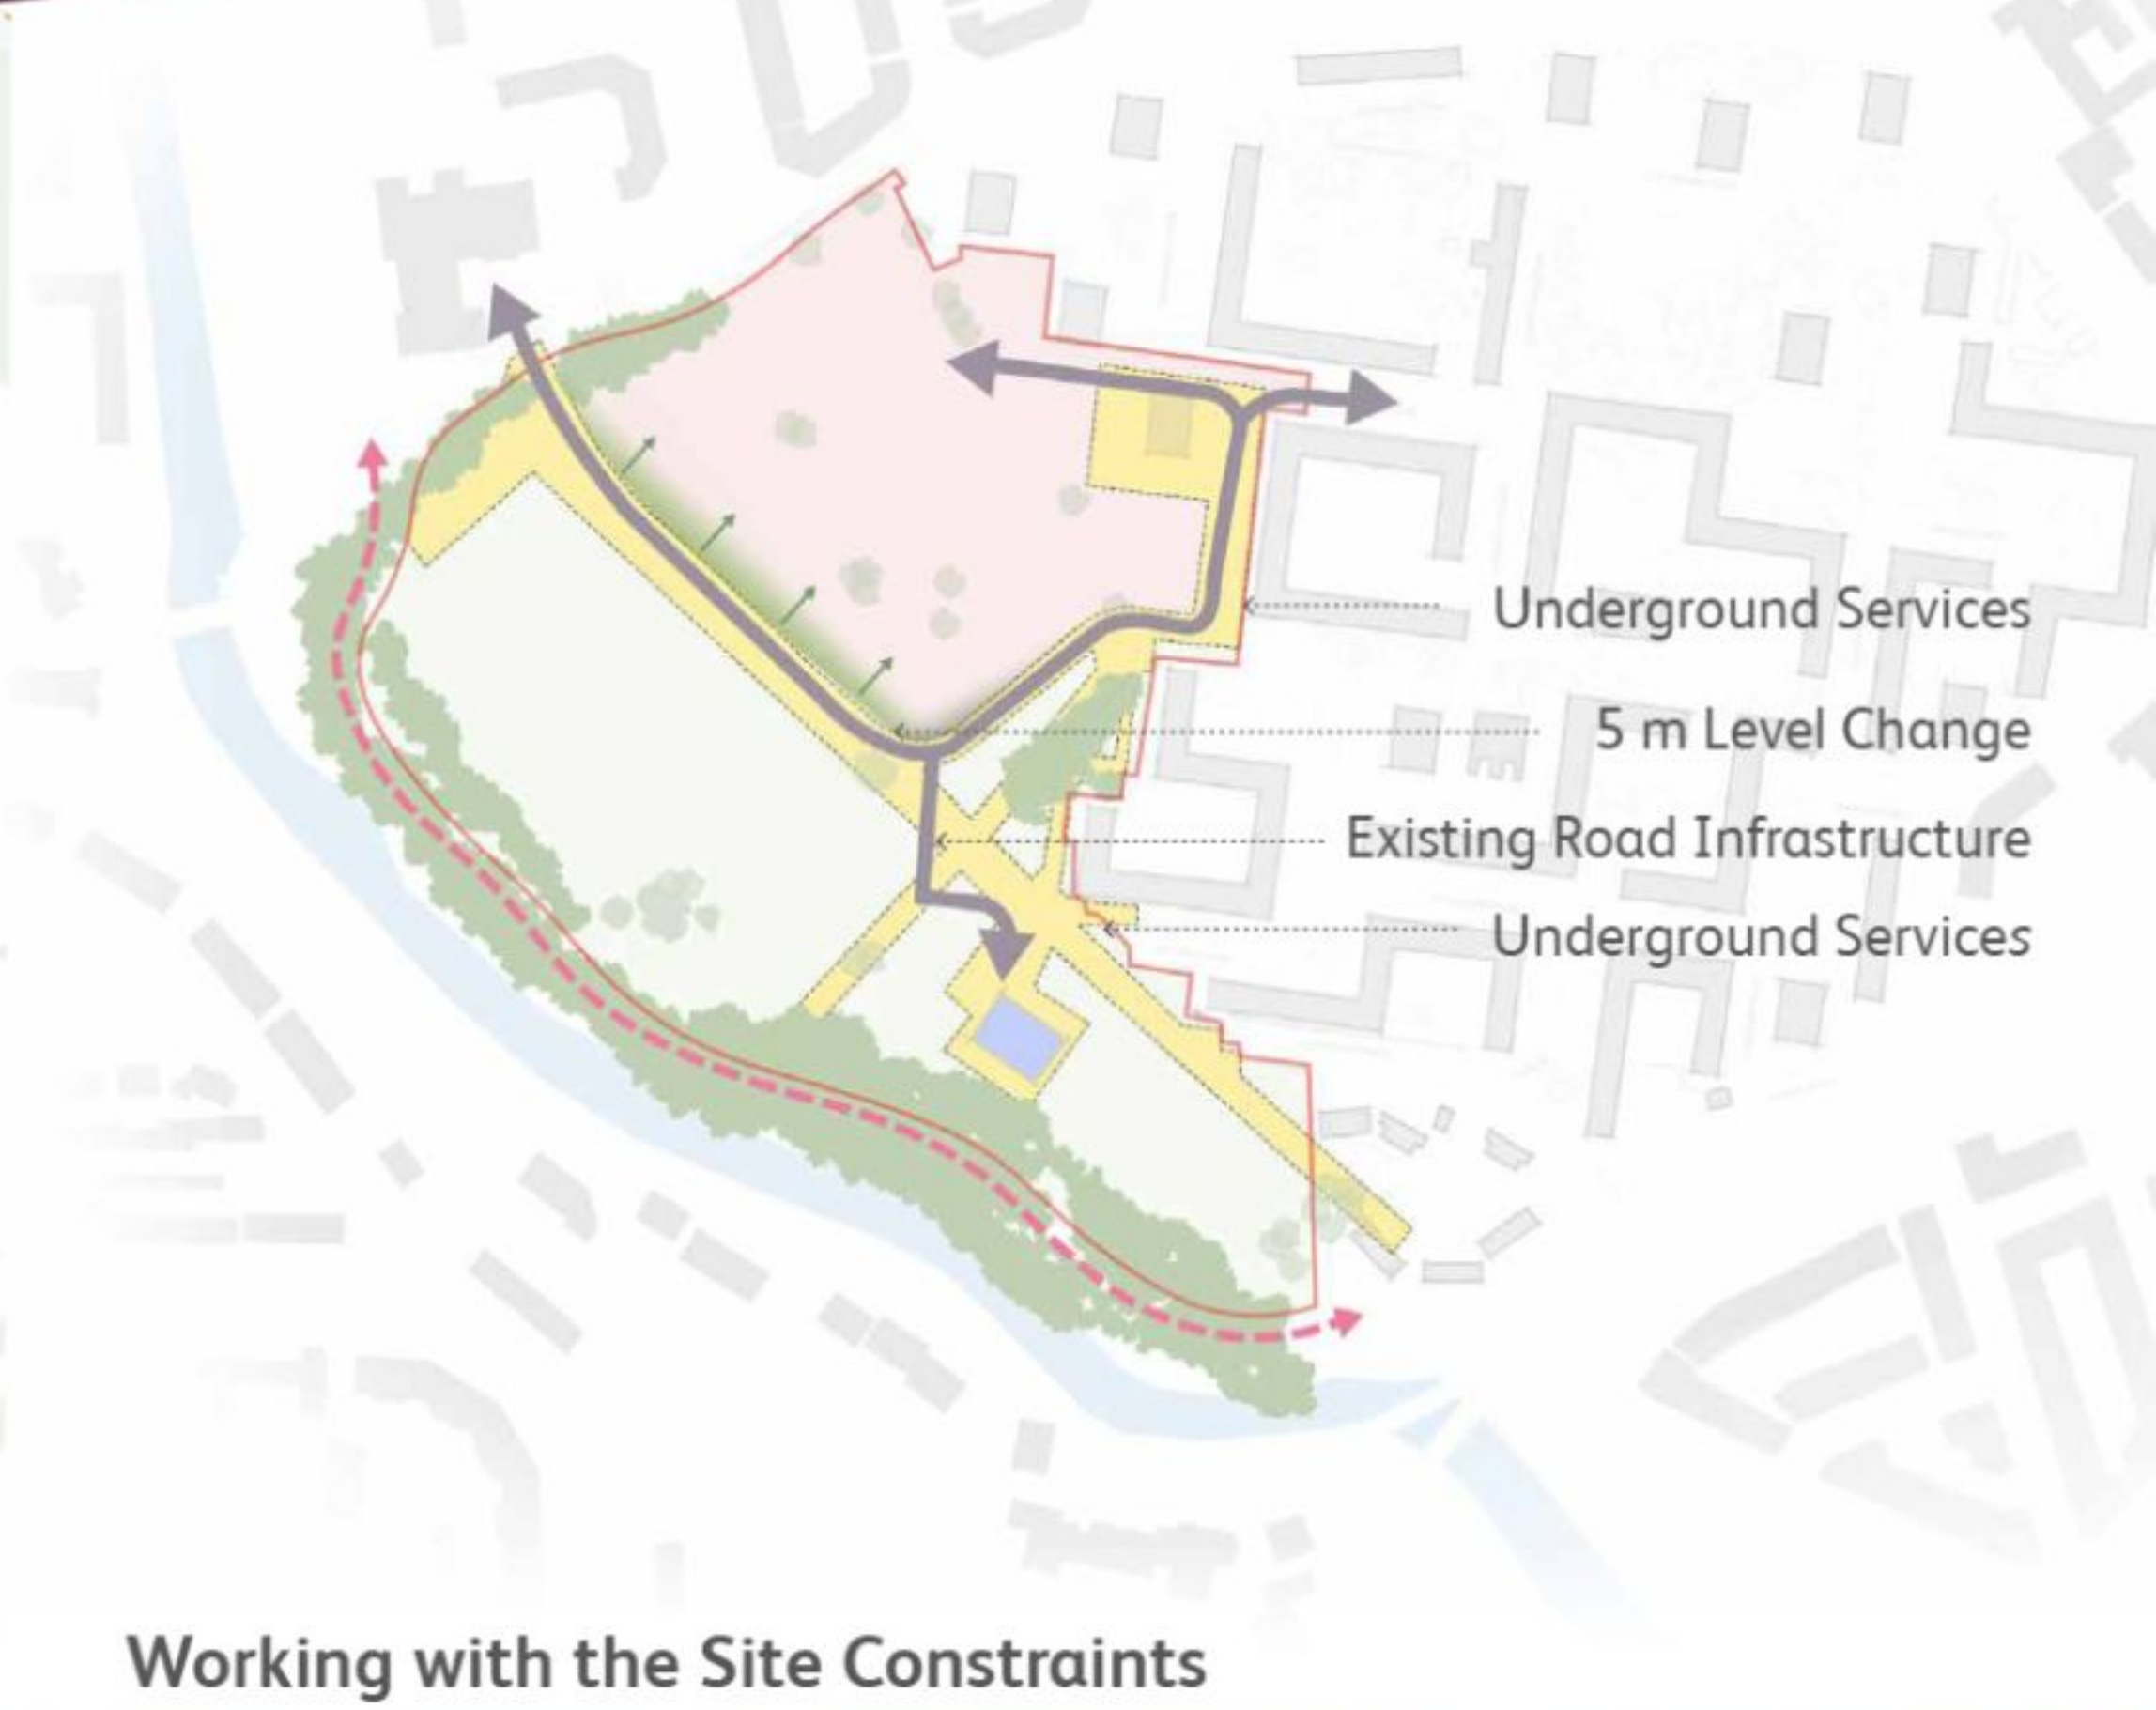 Underground Services
5 m Level Change
Existing Road Infrastructure
Underground Services
Working with the Site Constraints